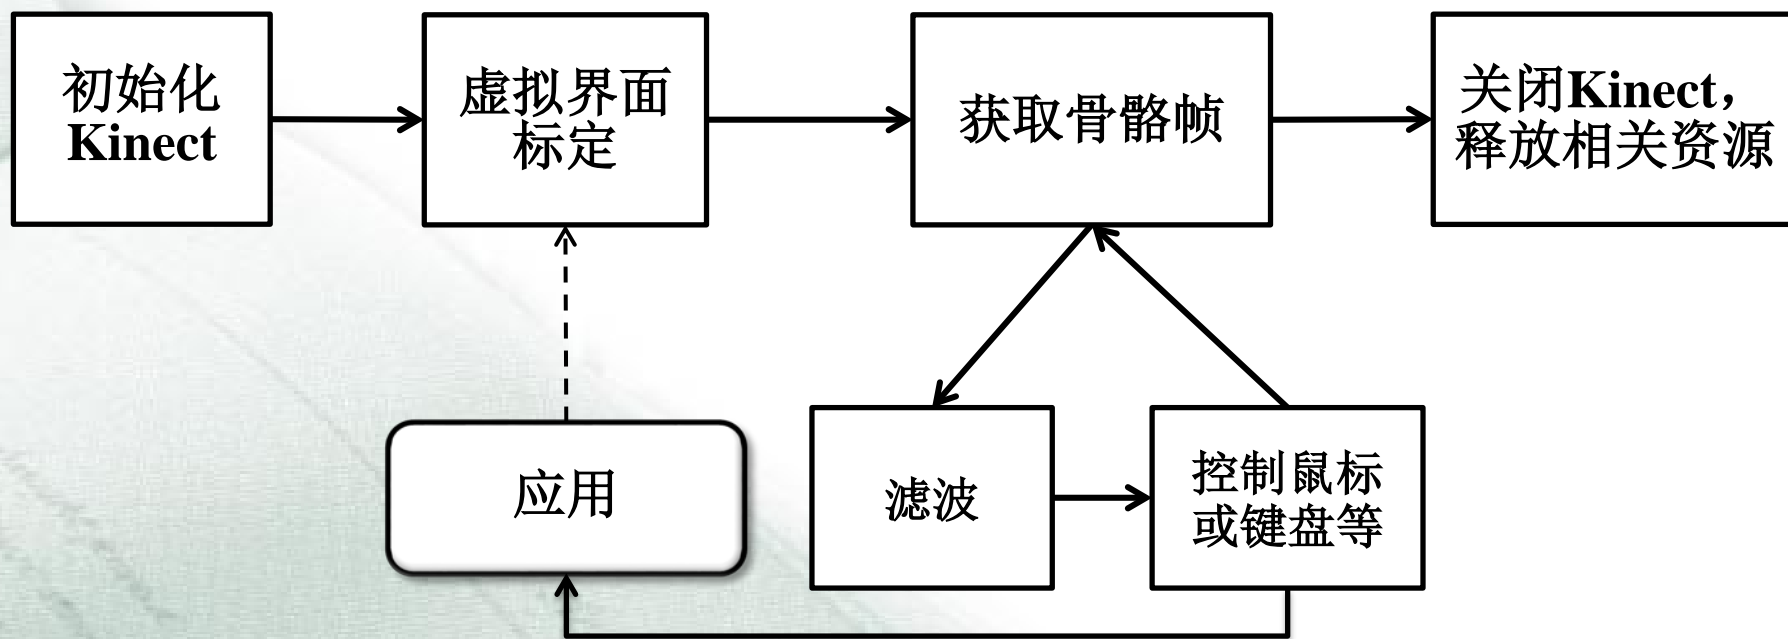 初始化
Kinect
虚拟界面
标定
获取骨骼帧
关闭Kinect，
释放相关资源
应用
滤波
控制鼠标
或键盘等